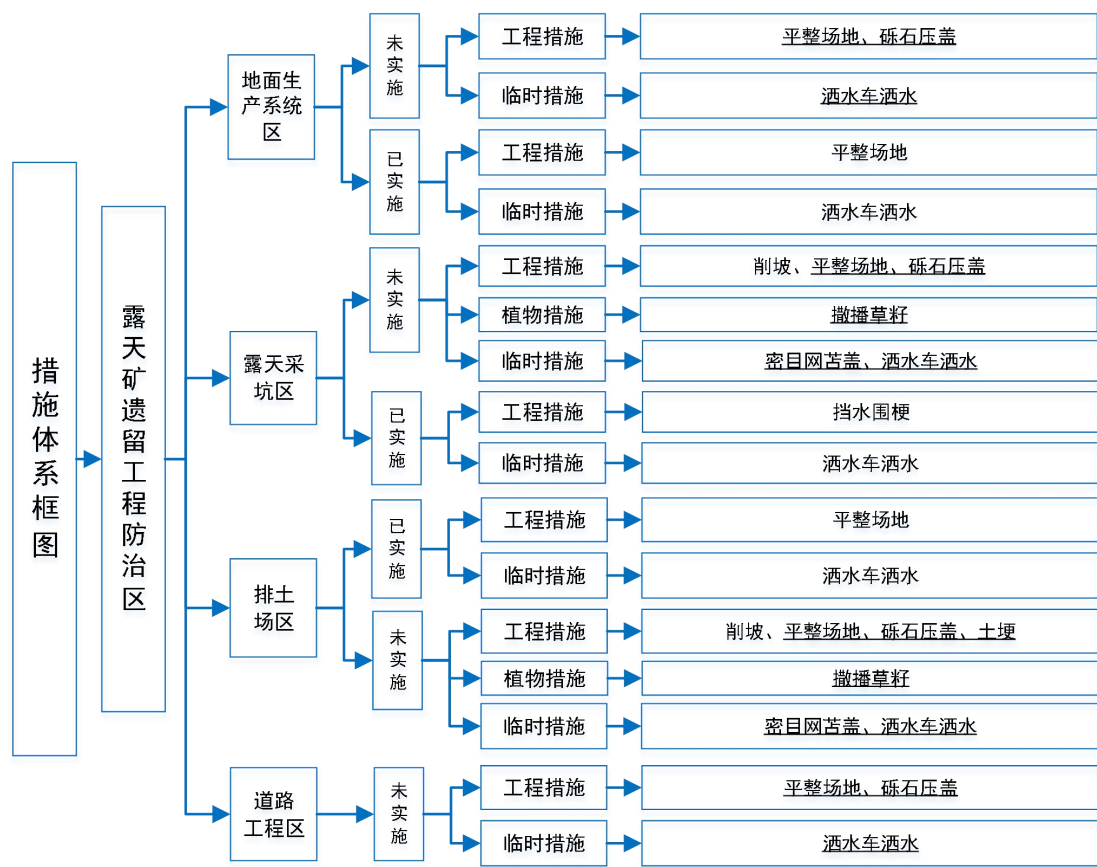 措施体系框图
露天矿遗留工程防治区
地面生
产系统
区
未实施
工程措施
平整场地、砾石压盖
临时措施
洒水车洒水
已实施
工程措施
平整场地
临时措施
洒水车洒水
露天采
坑区
未实施
工程措施
削坡、平整场地、砾石压盖
植物措施
撒播草籽
临时措施
密目网苫盖、洒水车洒水
已实施
工程措施
挡水围梗
临时措施
洒水车洒水
排土
场区
已实施
工程措施
平整场地
临时措施
洒水车洒水
未实施
工程措施
削坡、平整场地、砾石压盖、土埂
植物措施
撒播草籽
临时措施
密目网苫盖、洒水车洒水
道路
工程区
未实施
工程措施
平整场地、砾石压盖
临时措施
洒水车洒水